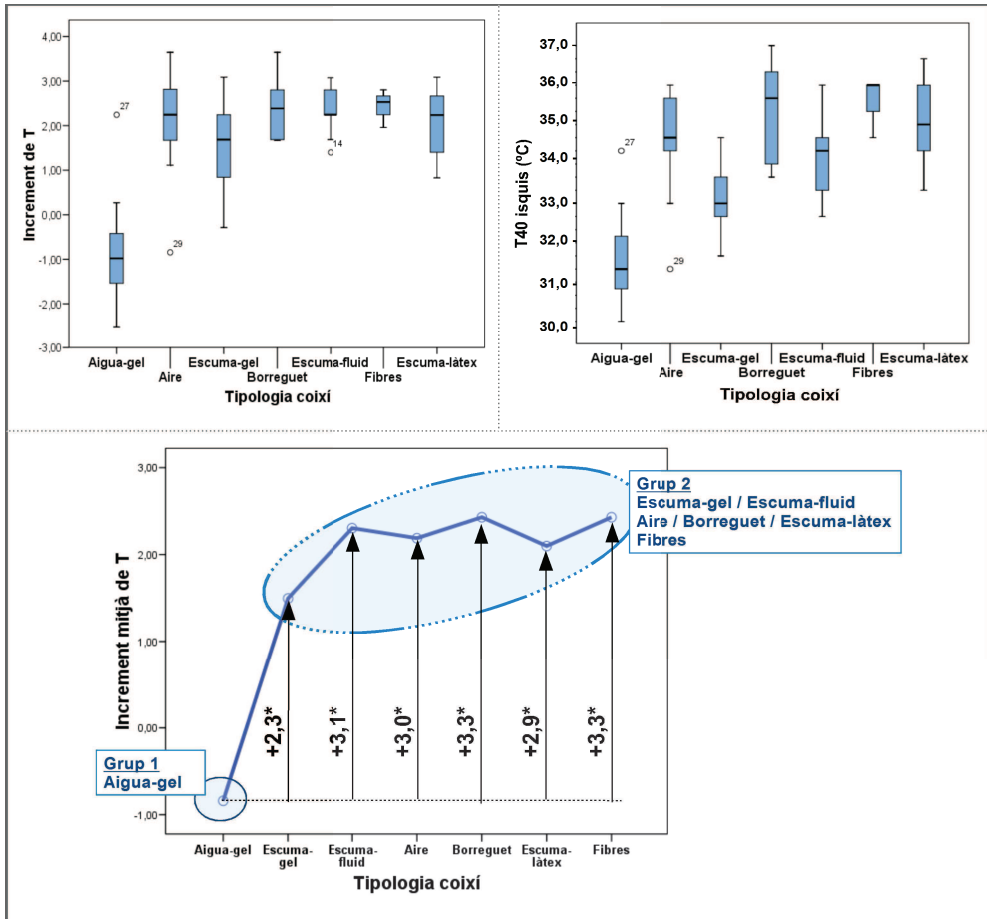 4,00
3,00
2,00
1,00
0,00
-1,00
-2,00
-3,00
Increment de T
27
29
14
Aigua-gel
Aire
Escuma-gel
Borreguet
Escuma-fluid
Fibres
Escuma-làtex
Tipologia coixí
37,0
36,0
35,0
34,0
33,0
32,0
31,0
30,0
T40 isquis (ºC)
27
29
Aigua-gel
Aire
Escuma-gel
Borreguet
Escuma-fluid
Fibres
Escuma-làtex
Tipologia coixí
3,00
2,00
1,00
0,00
-1,00
Increment mitjà de T
Grup 2
Escuma-gel / Escuma-fluid
Aire / Borreguet / Escuma-làtex
Fibres
+2,3*
+3,1*
+3,0*
+3,3*
+2,9*
+3,3*
Grup 1
Aigua-gel
Aigua-gel
Escuma-
gel
Escuma-
fluid
Aire
Borreguet
Escuma-
làtex
Fibres
Tipologia coixí